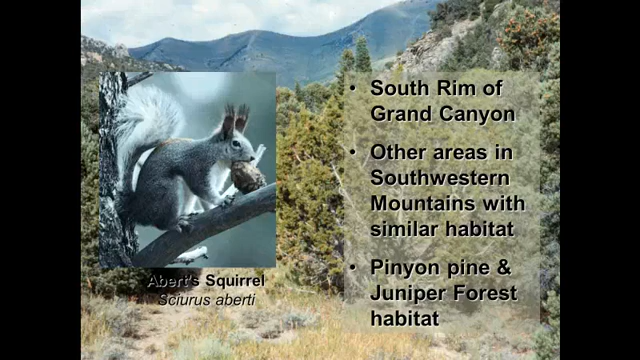 • South Rim of
Grand Canyon
• Other areas in
Southwestern
Mountains with
similar habitat
• Pinyon pine &
Juniper Forest
habitat
Abert's Squirrel
Sciurus aberti